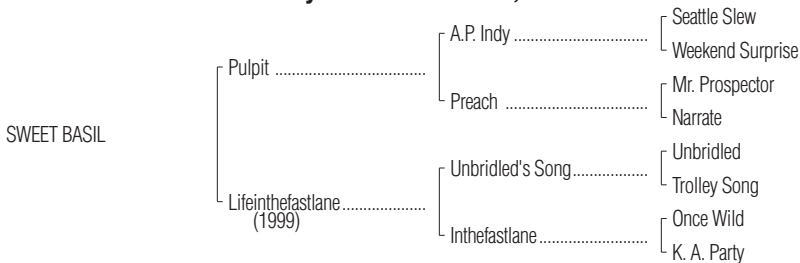 Seattle Slew
A.P. Indy ..................................
Weekend Surprise
Pulpit ......................................
Mr. Prospector
Preach ....................................
Narrate
SWEET BASIL
Unbridled
Unbridled's Song...................
Trolley Song
Lifeinthefastlane.....................
(1999)
Once Wild
Inthefastlane...........................
K. A. Party